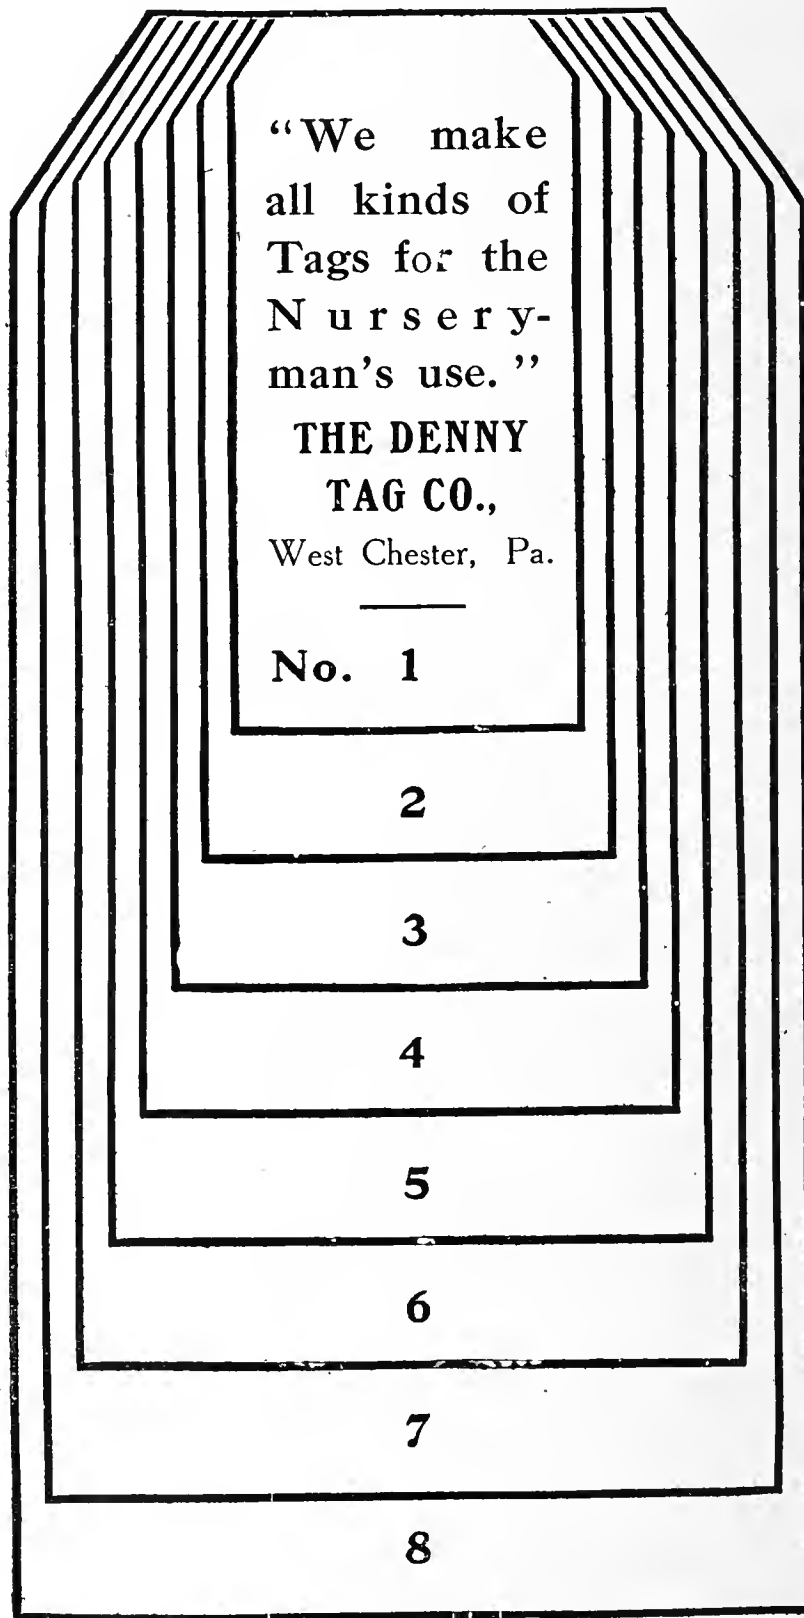 “We make
all kinds of
Tags for the
Nursery-
man’s use.”
THE DENNY
TAG CO.,
West Chester, Pa.
No. 1
2
3
4
5
6
7
8